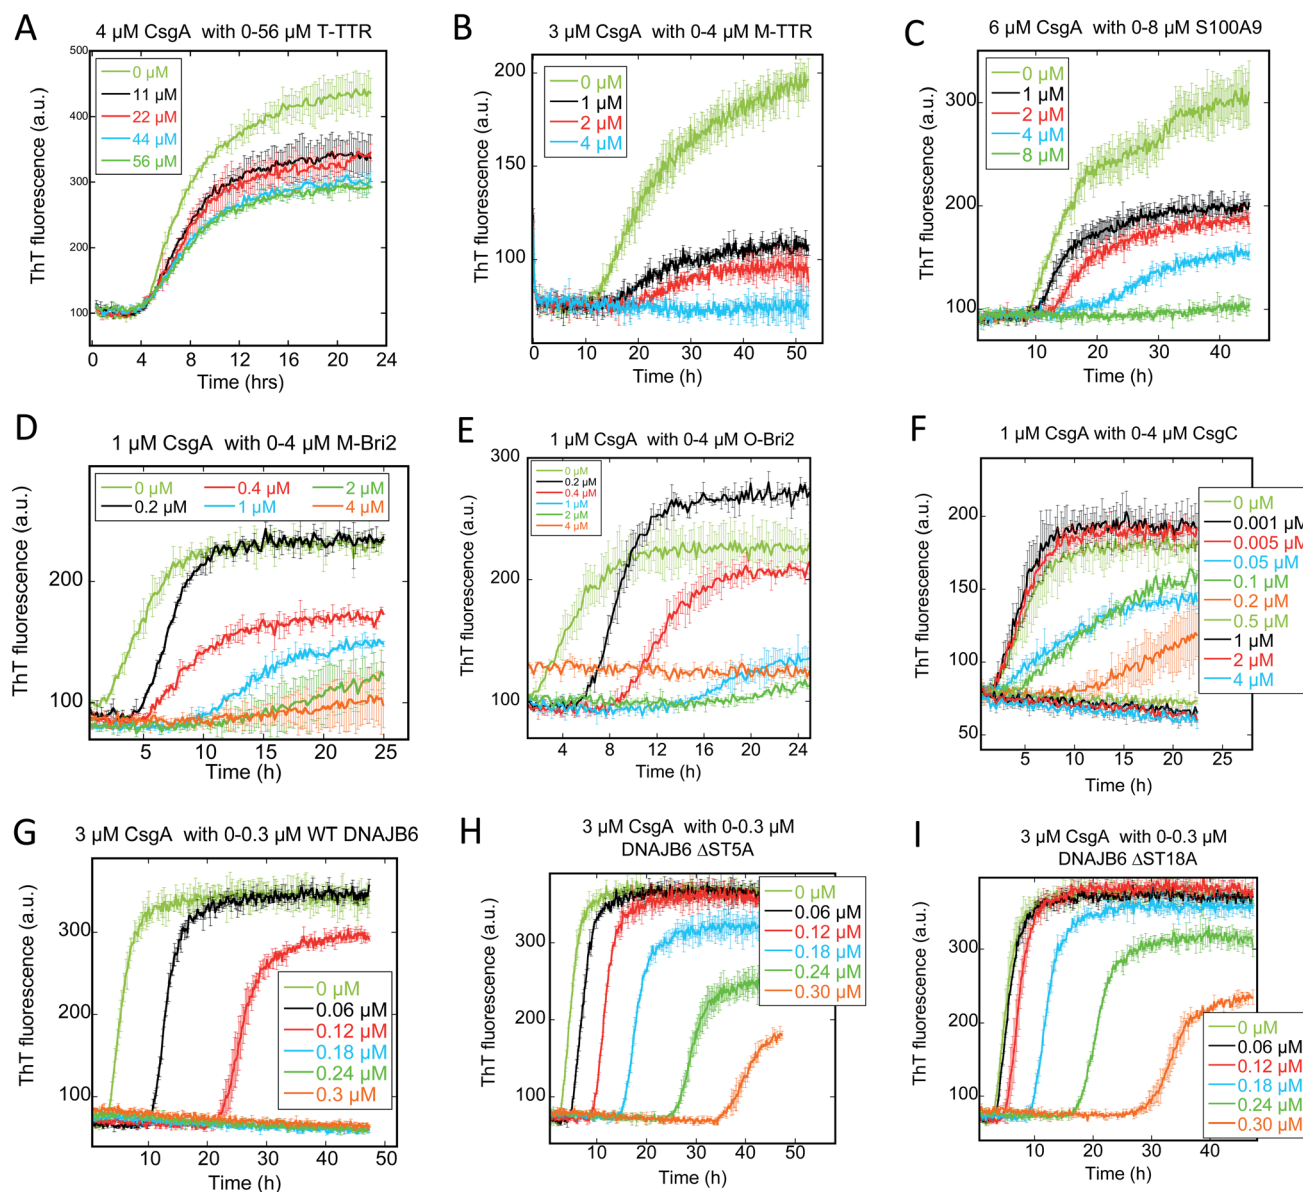 A
4 μM CsgA with 0-56 μM T-TTR
ThT fluorescence (a.u.)
500
400
300
200
100
0 μM
11 μM
22 μM
44 μM
56 μM
0 4 8 12 16 20 24
Time (hrs)
B
3 μM CsgA with 0-4 μM M-TTR
ThT fluorescence (a.u.)
200
150
100
0 μM
1 μM
2 μM
4 μM
0 10 20 30 40 50
Time (h)
C
6 μM CsgA with 0-8 μM S100A9
ThT fluorescence (a.u.)
300
200
100
0 μM
1 μM
2 μM
4 μM
8 μM
10 20 30 40
Time (h)
D
1 μM CsgA with 0-4 μM M-Bri2
ThT fluorescence (a.u.)
200
100
0 μM 0.4 μM 2 μM
0.2 μM 1 μM 4 μM
5 10 15 20 25
Time (h)
E
1 μM CsgA with 0-4 μM O-Bri2
ThT fluorescence (a.u.)
300
200
100
0 μM
0.2 μM
0.4 μM
1 μM
2 μM
4 μM
4 8 12 16 20 24
Time (h)
F
1 μM CsgA with 0-4 μM CsgC
ThT fluorescence (a.u.)
200
150
100
50
0 μM
0.001 μM
0.005 μM
0.05 μM
0.1 μM
0.2 μM
0.5 μM
1 μM
2 μM
4 μM
5 10 15 20 25
Time (h)
G
3 μM CsgA with 0-0.3 μM WT DNAJB6
ThT fluorescence (a.u.)
300
200
100
0 μM
0.06 μM
0.12 μM
0.18 μM
0.24 μM
0.3 μM
10 20 30 40 50
Time (h)
H
3 μM CsgA with 0-0.3 μM
DNAJB6 ΔST5A
ThT fluorescence (a.u.)
300
200
100
0 μM
0.06 μM
0.12 μM
0.18 μM
0.24 μM
0.30 μM
10 20 30 40 50
Time (h)
I
3 μM CsgA with 0-0.3 μM
DNAJB6 ΔST18A
ThT fluorescence (a.u.)
300
200
100
0 μM
0.06 μM
0.12 μM
0.18 μM
0.24 μM
0.30 μM
10 20 30 40 50
Time (h)